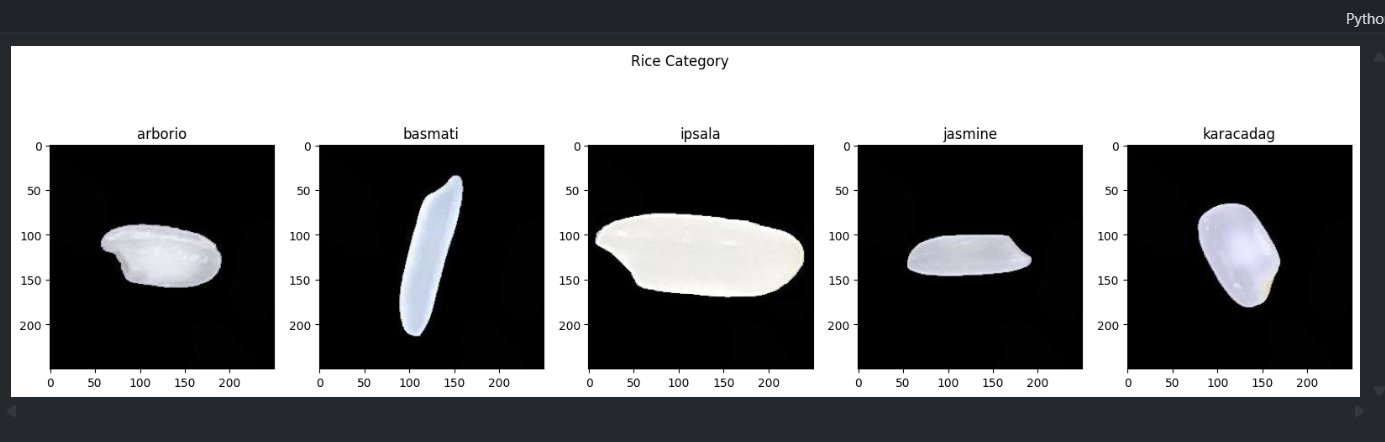 Pytho
Rice Category
arborio basmati ipsala jasmine karacadag
0 0 0 0 0
50 50 50 50 50
100 100 100 100 100
150 150 150 150 150
200 200 200 200 200
0 50 100 150 200 0 50 100 150 200 0 50 100 150 200 0 50 100 150 200 0 50 100 150 200